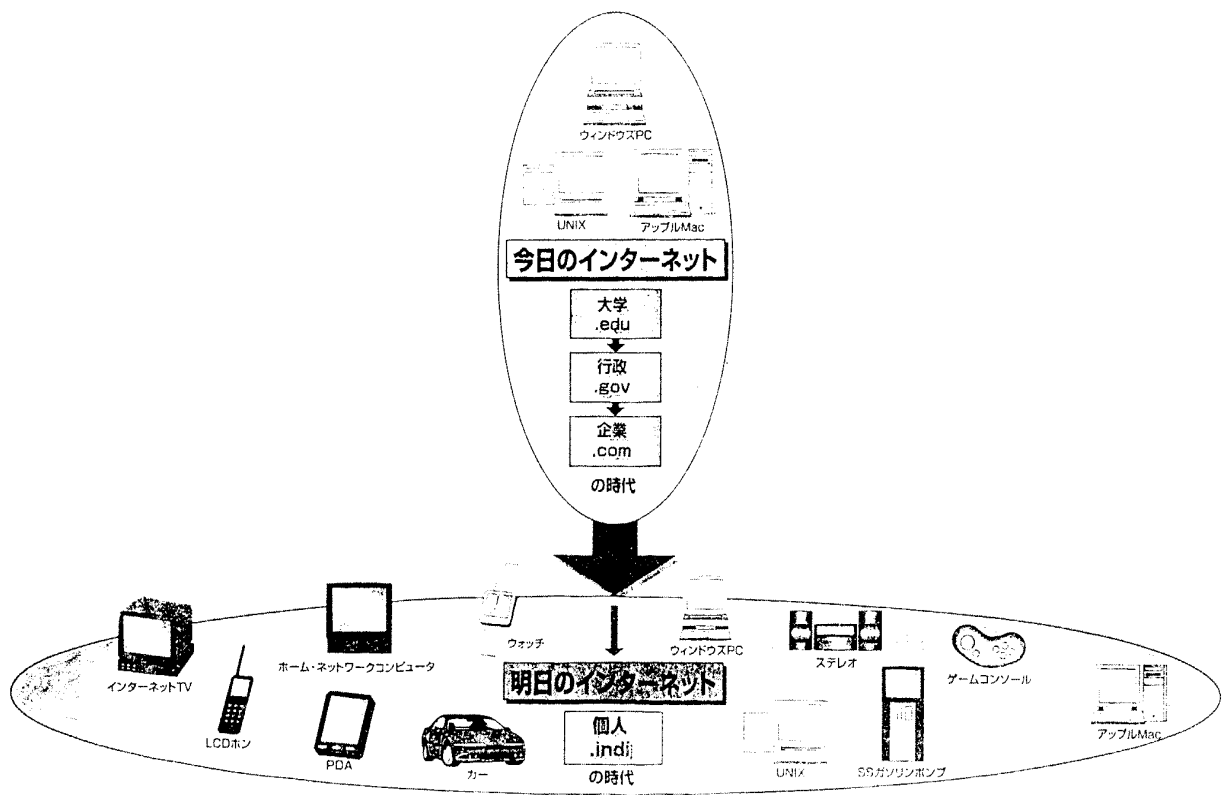 ウィンドウズPC
UNIX
アップルMac
今日のインターネット
大学
.edu
行政
.gov
企業
.com
の時代
インターネットTV
LCDホン
ホーム・ネットワークコンピュータ
PDA
ウォッチ
カー
明日のインターネット
個人
.indi
の時代
ウィンドウズPC
UNIX
ステレオ
SSガソリンポンプ
ゲームコンソール
アップルMac